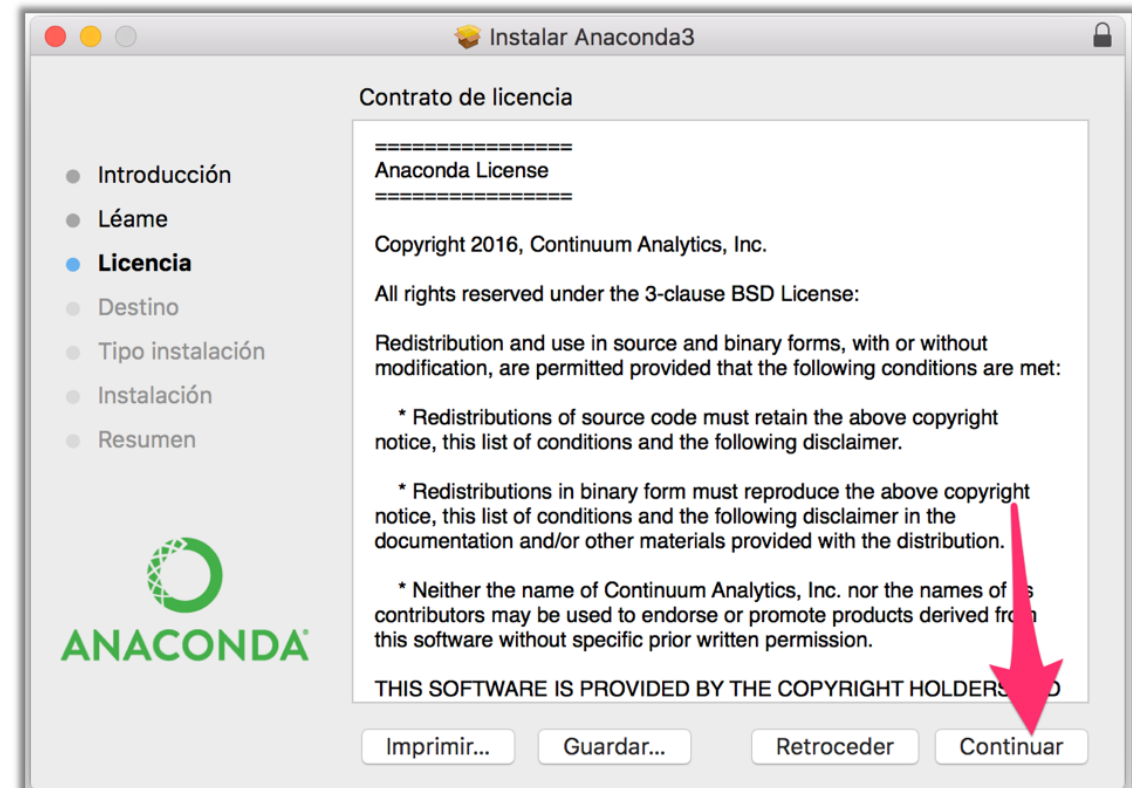 Instalar Anaconda3
Contrato de licencia
Introducción
Léame
Licencia
Destino
Tipo instalación
Instalación
Resumen
ANACONDA
================
Anaconda License
================
Copyright 2016, Continuum Analytics, Inc.
All rights reserved under the 3-clause BSD License:
Redistribution and use in source and binary forms, with or without
modification, are permitted provided that the following conditions are met:
* Redistributions of source code must retain the above copyright
notice, this list of conditions and the following disclaimer.
* Redistributions in binary form must reproduce the above copyright
notice, this list of conditions and the following disclaimer in the
documentation and/or other materials provided with the distribution.
* Neither the name of Continuum Analytics, Inc. nor the names of
contributors may be used to endorse or promote products derived from
this software without specific prior written permission.
THIS SOFTWARE IS PROVIDED BY THE COPYRIGHT HOLDERS
Imprimir...
Guardar...
Retroceder
Continuar